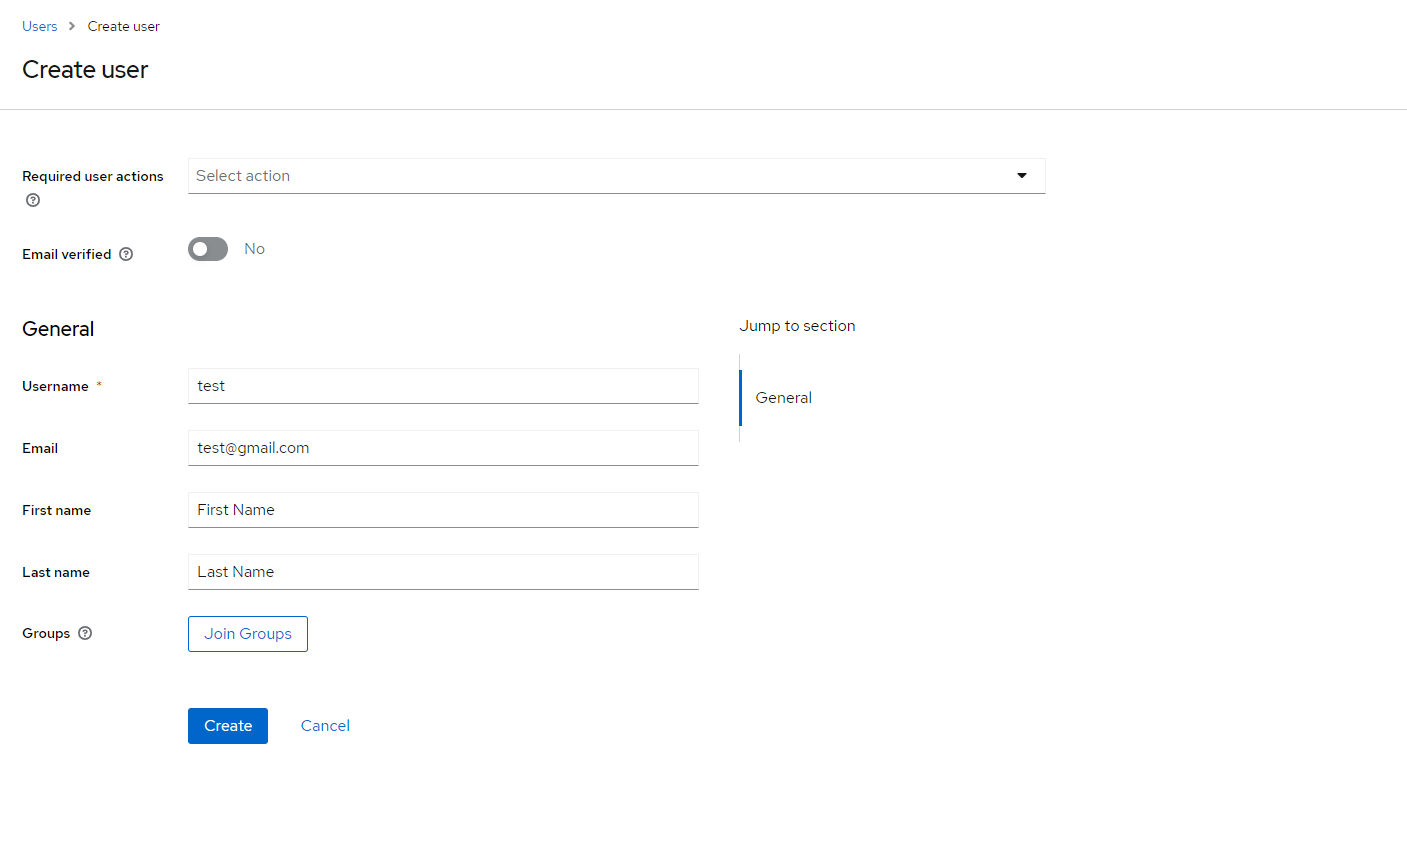 Users > Create user
Create user
Required user actions
Select action
Email verified
No
General
Jump to section
Username *
test
General
Email
test@gmail.com
First name
First Name
Last name
Last Name
Groups
Join Groups
Create
Cancel